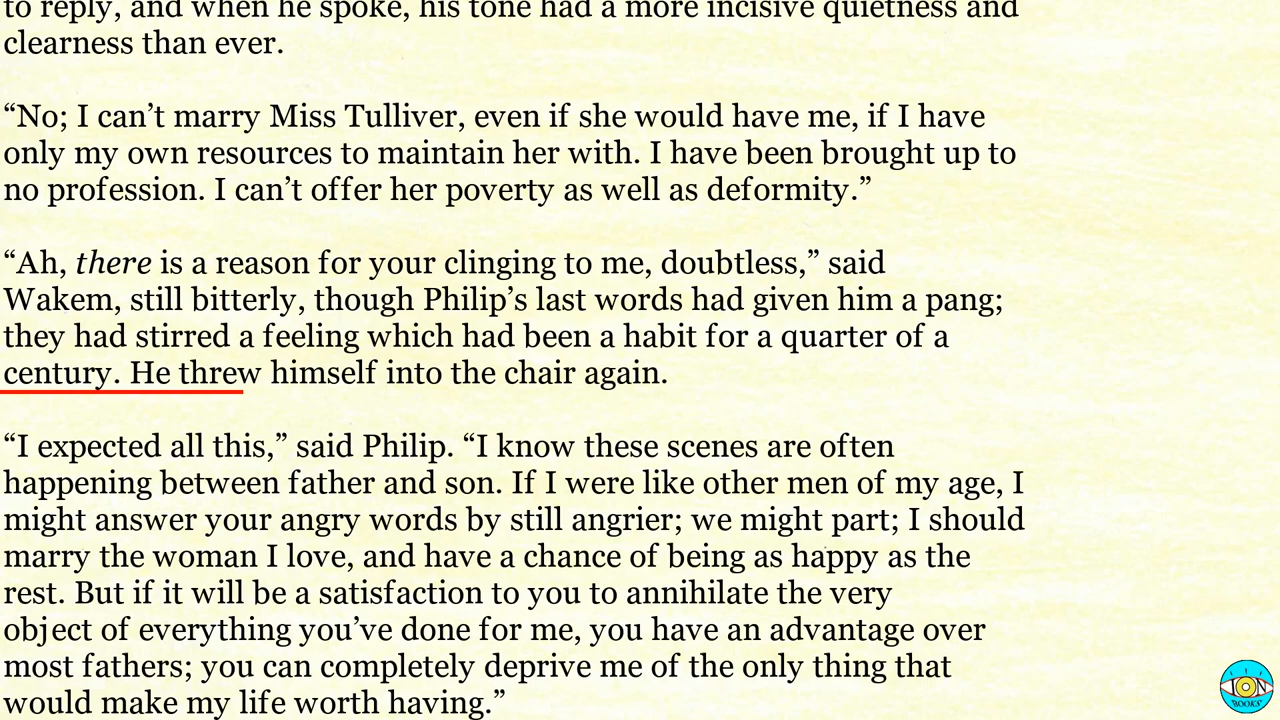 to reply, and when he spoke, his tone had a more incisive quietness and
clearness than ever.
“No; I can’t marry Miss Tulliver, even if she would have me, if I have
only my own resources to maintain her with. I have been brought up to
no profession. I can’t offer her poverty as well as deformity.”
“Ah, there is a reason for your clinging to me, doubtless,” said
Wakem, still bitterly, though Philip’s last words had given him a pang;
they had stirred a feeling which had been a habit for a quarter of a
century. He threw himself into the chair again.
“I expected all this,” said Philip. “I know these scenes are often
happening between father and son. If I were like other men of my age, I
might answer your angry words by still angrier; we might part; I should
marry the woman I love, and have a chance of being as happy as the
rest. But if it will be a satisfaction to you to annihilate the very
object of everything you’ve done for me, you have an advantage over
most fathers; you can completely deprive me of the only thing that
would make my life worth having.”
ION
BOOKS